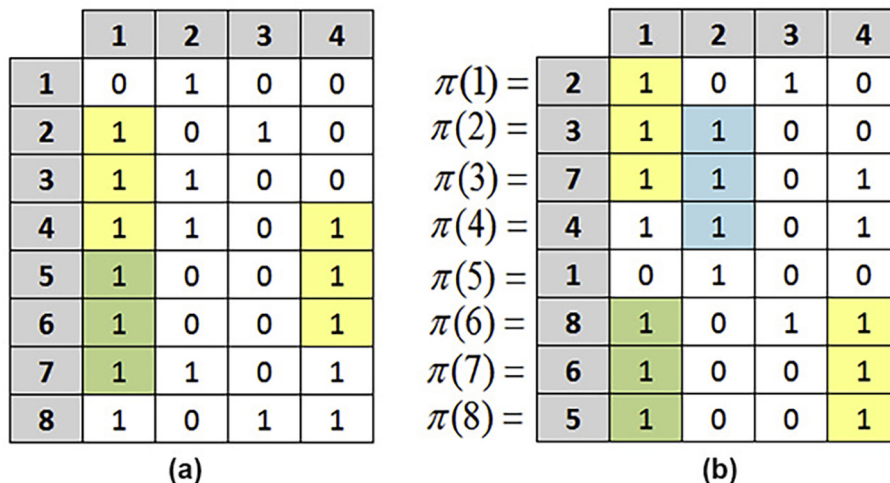 1 2 3 4
1 0 1 0 0
2 1 0 1 0
3 1 1 0 0
4 1 1 0 1
5 1 0 0 1
6 1 0 0 1
7 1 1 0 1
8 1 0 1 1
(a)
1 2 3 4
π(1) = 2 1 0 1 0
π(2) = 3 1 1 0 0
π(3) = 7 1 1 0 1
π(4) = 4 1 1 0 1
π(5) = 1 0 1 0 0
π(6) = 8 1 0 1 1
π(7) = 6 1 0 0 1
π(8) = 5 1 0 0 1
(b)